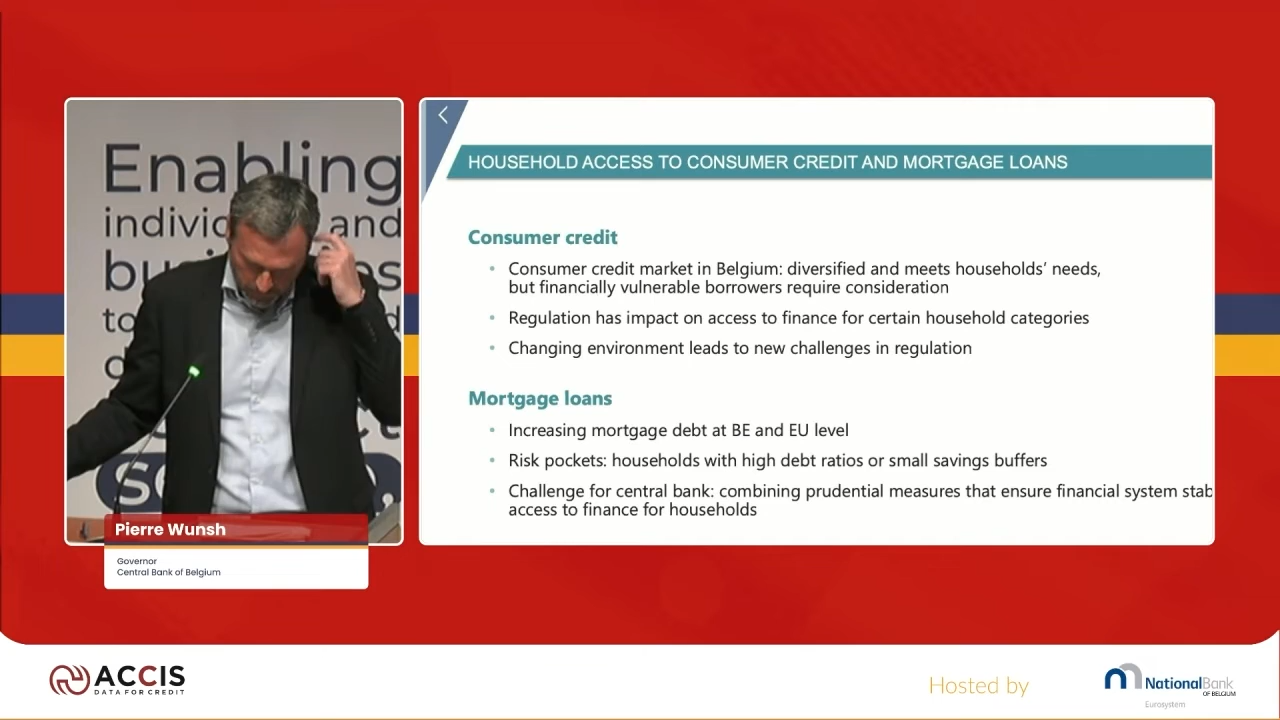 Enabling
individ and
bu es
to d
Pierre Wunsh
Governor
Central Bank of Belgium
HOUSEHOLD ACCESS TO CONSUMER CREDIT AND MORTGAGE LOANS
Consumer credit
• Consumer credit market in Belgium: diversified and meets households’ needs,
but financially vulnerable borrowers require consideration
• Regulation has impact on access to finance for certain household categories
• Changing environment leads to new challenges in regulation
Mortgage loans
• Increasing mortgage debt at BE and EU level
• Risk pockets: households with high debt ratios or small savings buffers
• Challenge for central bank: combining prudential measures that ensure financial system stab
access to finance for households
ACCIS
DATA FOR CREDIT
Hosted by
NationalBank
OF BELGIUM
Eurosystem